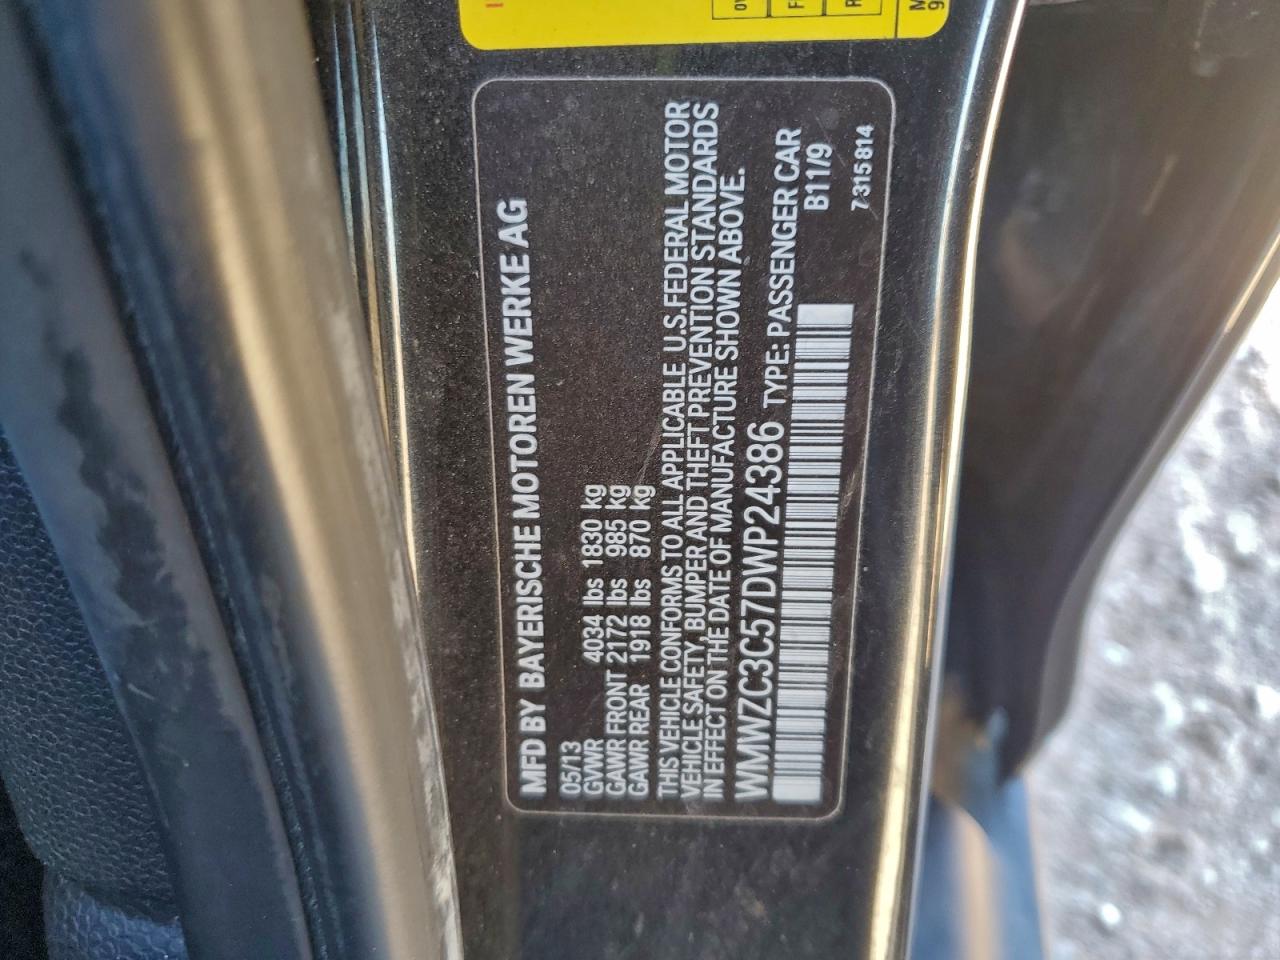 MFD BY BAYERISCHE MOTOREN WERKE AG
05/13
GVWR 4034 lbs 1830 kg
GAWR FRONT 2172 lbs 985 kg
GAWR REAR 1918 lbs 870 kg
THIS VEHICLE CONFORMS TO ALL APPLICABLE U.S.FEDERAL MOTOR
VEHICLE SAFETY, BUMPER AND THEFT PREVENTION STANDARDS
IN EFFECT ON THE DATE OF MANUFACTURE SHOWN ABOVE.
WMWZC3C57DWP24386 TYPE: PASSENGER CAR
B11/9
7 315 814